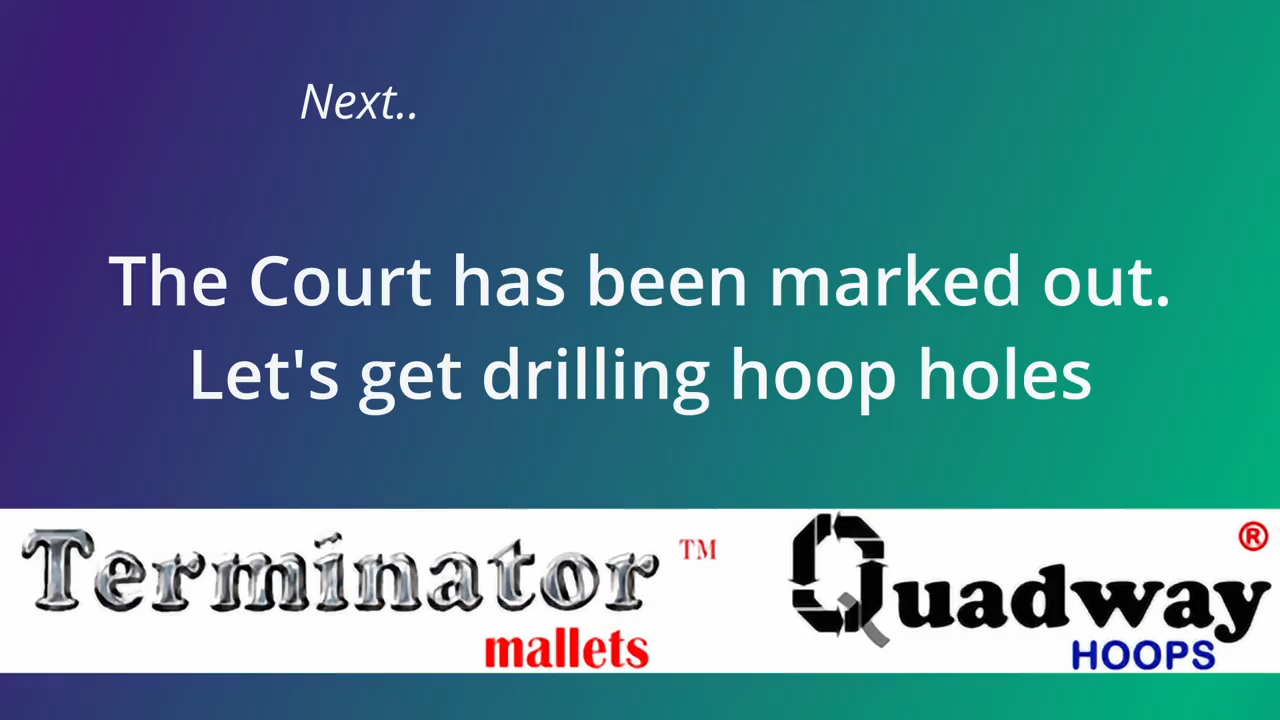 Next..
The Court has been marked out.
Let's get drilling hoop holes
Terminator TM
mallets
Quadway ®
HOOPS